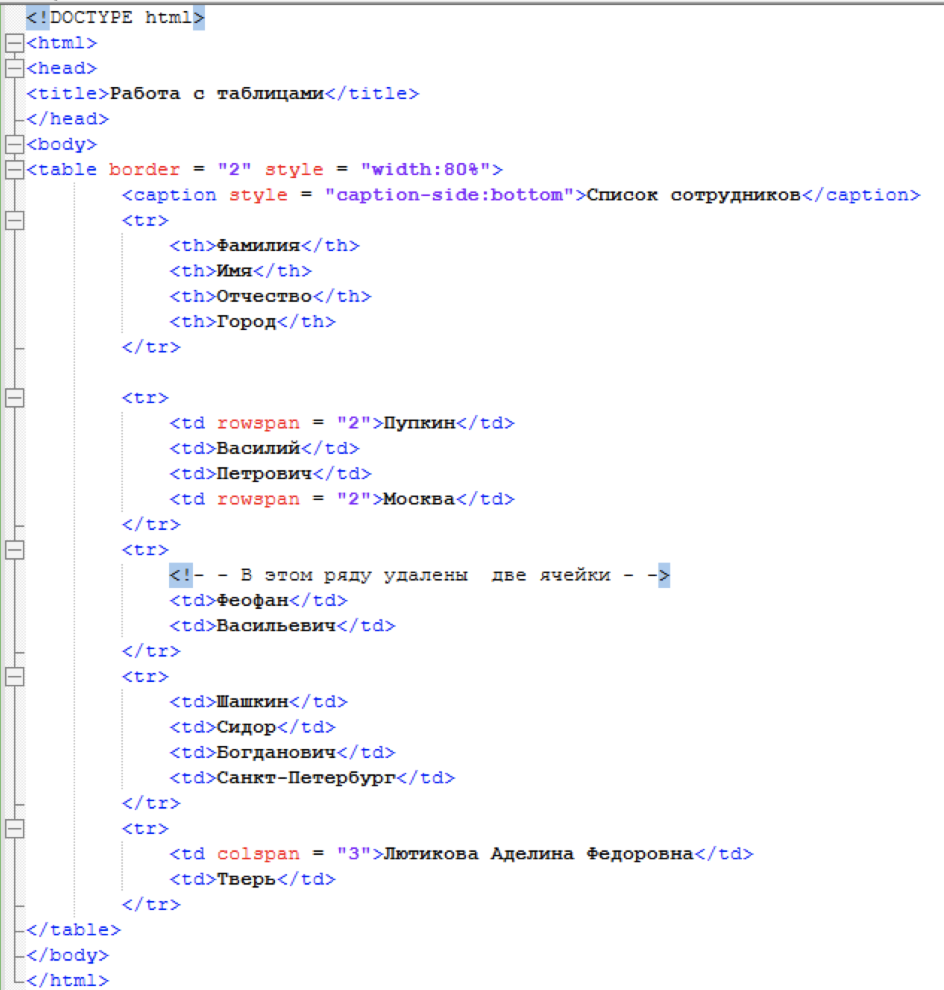 <!DOCTYPE html>
<html>
<head>
<title>Работа с таблицами</title>
</head>
<body>
<table border = "2" style = "width:80%">
<caption style = "caption-side:bottom">Список сотрудников</caption>
<tr>
<th>Фамилия</th>
<th>Имя</th>
<th>Отчество</th>
<th>Город</th>
</tr>
<tr>
<td rowspan = "2">Пупкин</td>
<td>Василий</td>
<td>Петрович</td>
<td rowspan = "2">Москва</td>
</tr>
<tr>
<!- - В этом ряду удалены  две ячейки - ->
<td>Феофан</td>
<td>Васильевич</td>
</tr>
<tr>
<td>Шашкин</td>
<td>Сидор</td>
<td>Богданович</td>
<td>Санкт-Петербург</td>
</tr>
<tr>
<td colspan = "3">Лютикова Аделина Федоровна</td>
<td>Тверь</td>
</tr>
</table>
</body>
</html>